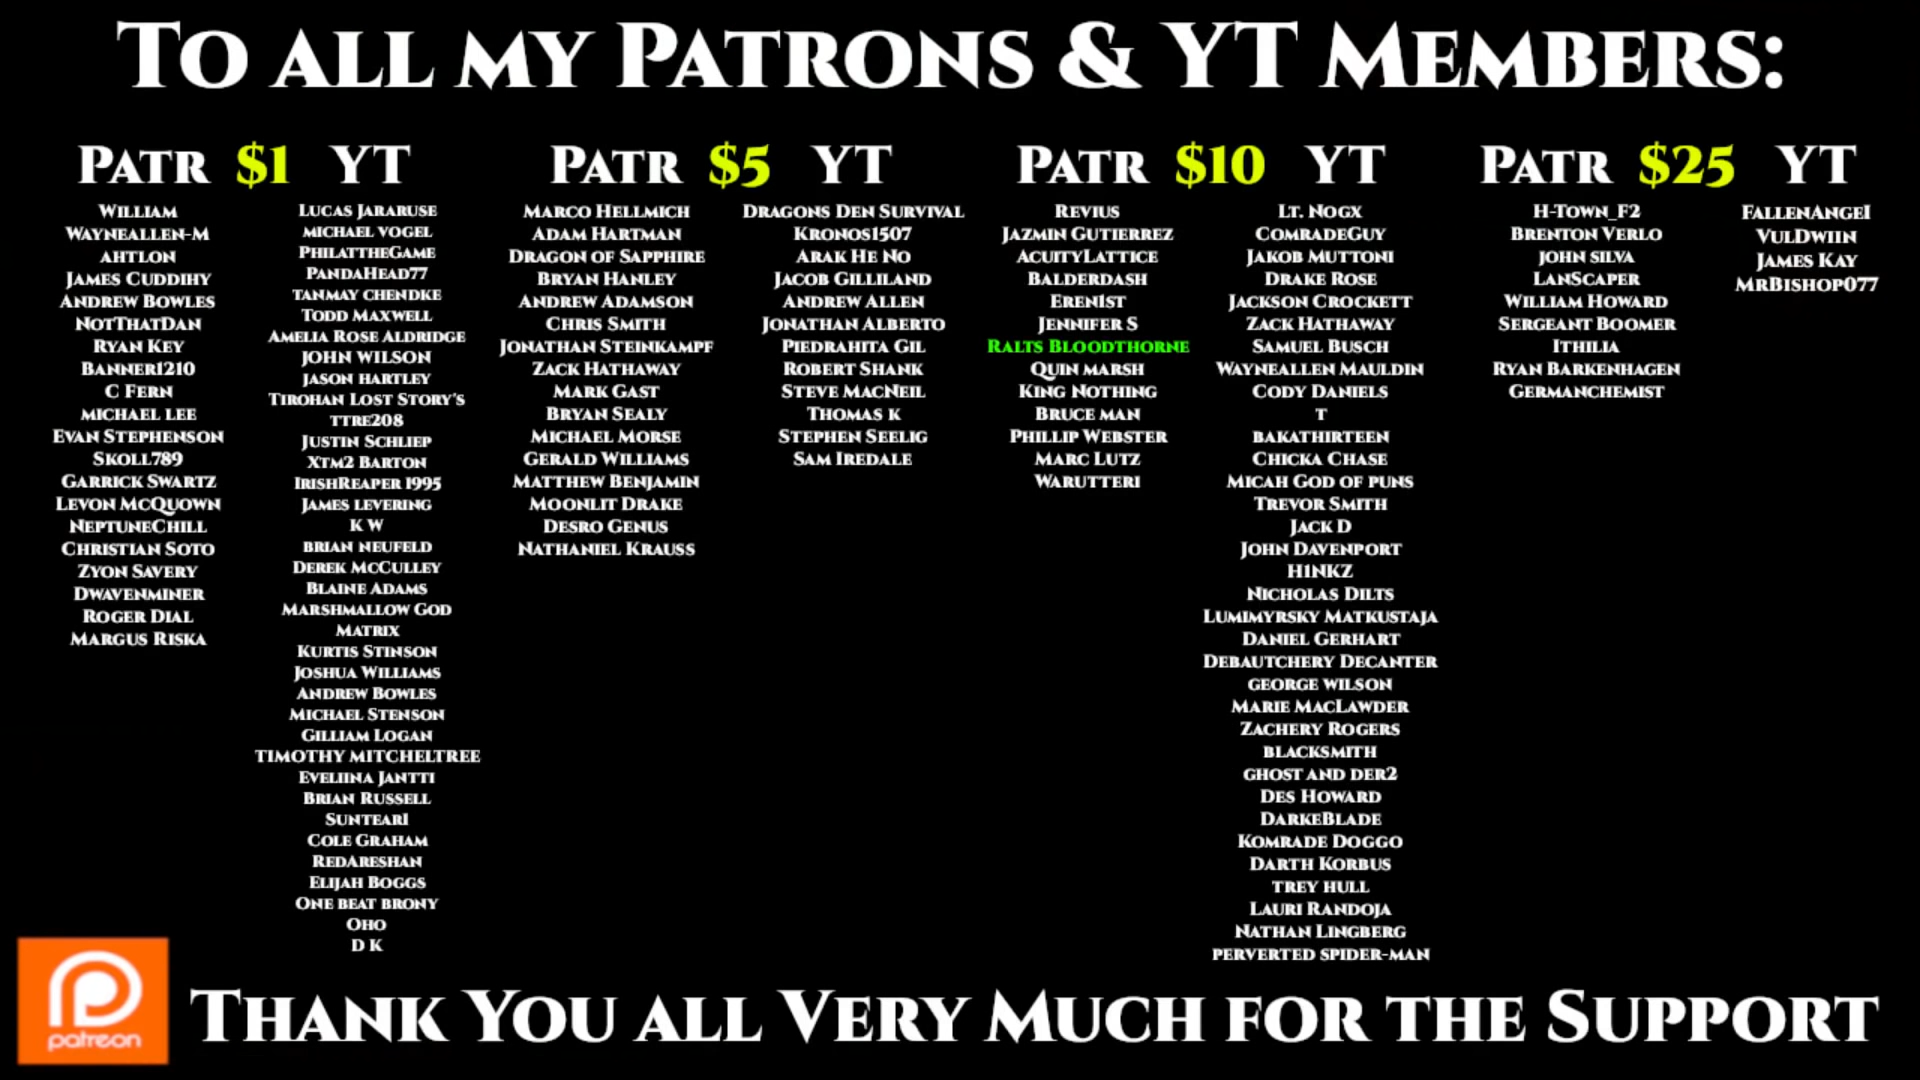 To all my Patrons & YT Members:
Patr $1 YT
William
WayneAllen-M
ahtlon
James Cuddihy
Andrew Bowles
NotThatDan
Ryan Key
Banner1210
C Fern
michael lee
Evan Stephenson
Skoll789
Garrick Swartz
Levon McQuown
NeptuneChill
Christian Soto
Zyon Savery
Dwavenminer
Roger Dial
Margus Riska
Lucas Jararuse
michael vogel
PhilattheGame
PandaHead77
tanmay chendke
Todd Maxwell
Amelia Rose Aldridge
john wilson
jason hartley
Tirohan Lost Story's
ttre208
Justin Schliep
Xtm2 Barton
IrishReaper 1995
James levering
K W
brian neufeld
Derek McCulley
Blaine Adams
Marshmallow God
Matrix
Kurtis Stinson
Joshua Williams
Andrew Bowles
Michael Stenson
Gilliam Logan
timothy mitcheltree
Eveliina Jantti
Brian Russell
Suntear1
Cole Graham
RedAreshan
Elijah Boggs
One beat brony
Oho
D K
Patr $5 YT
Marco Hellmich
Adam Hartman
Dragon of Sapphire
Bryan Hanley
Andrew Adamson
Chris Smith
Jonathan Steinkampf
Zack Hathaway
Mark Gast
Bryan Sealy
Michael Morse
Gerald Williams
Matthew Benjamin
Moonlit Drake
Desro Genus
Nathaniel Krauss
Dragons Den Survival
Kronos1507
Arak He No
Jacob Gilliland
Andrew Allen
Jonathan Alberto
Piedrahita Gil
Robert Shank
Steve MacNeil
Thomas k
Stephen Seelig
Sam Iredale
Patr $10 YT
Revius
Jazmin Gutierrez
AcuityLattice
Balderdash
Eren1st
Jennifer S
Ralts Bloodthorne
Quin marsh
King Nothing
Bruce man
Phillip Webster
Marc Lutz
Warutteri
Lt. Nogx
ComradeGuy
Jakob Muttoni
Drake Rose
Jackson Crockett
Zack Hathaway
Samuel Busch
WayneAllen Mauldin
Cody Daniels
T
bakathirteen
Chicka Chase
Micah God of puns
Trevor Smith
Jack D
John Davenport
H1NKZ
Nicholas Dilts
Lumimyrsky Matkustaja
Daniel Gerhart
Debautchery Decanter
george wilson
Marie MacLawder
Zachery Rogers
blacksmith
ghost and der2
Des Howard
DarkeBlade
Komrade Doggo
Darth Korbus
trey hull
Lauri Randoja
Nathan Lingberg
perverted spider-man
Patr $25 YT
H-Town_F2
Brenton Verlo
john silva
LanScaper
William Howard
Sergeant Boomer
Ithilia
Ryan Barkenhagen
Germanchemist
FallenAngel
VulDwiin
James Kay
MrBishop077
patreon
Thank You all Very Much for the Support